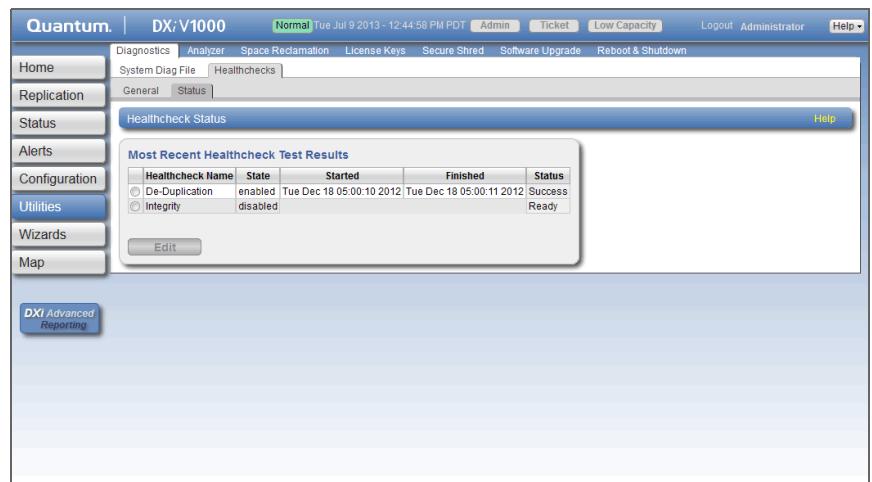 Quantum. DXi V1000 Normal Tue Jul 9 2013 - 12:44:58 PM PDT Admin Ticket Low Capacity Logout Administrator Help
Diagnostics Analyzer Space Reclamation License Keys Secure Shred Software Upgrade Reboot & Shutdown
Home
System Diag File Healthchecks
Replication
General Status
Status
Healthcheck Status Help
Alerts
Most Recent Healthcheck Test Results
Configuration
Healthcheck Name State Started Finished Status
De-Duplication enabled Tue Dec 18 05:00:10 2012 Tue Dec 18 05:00:11 2012 Success
Utilities
Integrity disabled Ready
Wizards
Edit
Map
DXi Advanced
Reporting